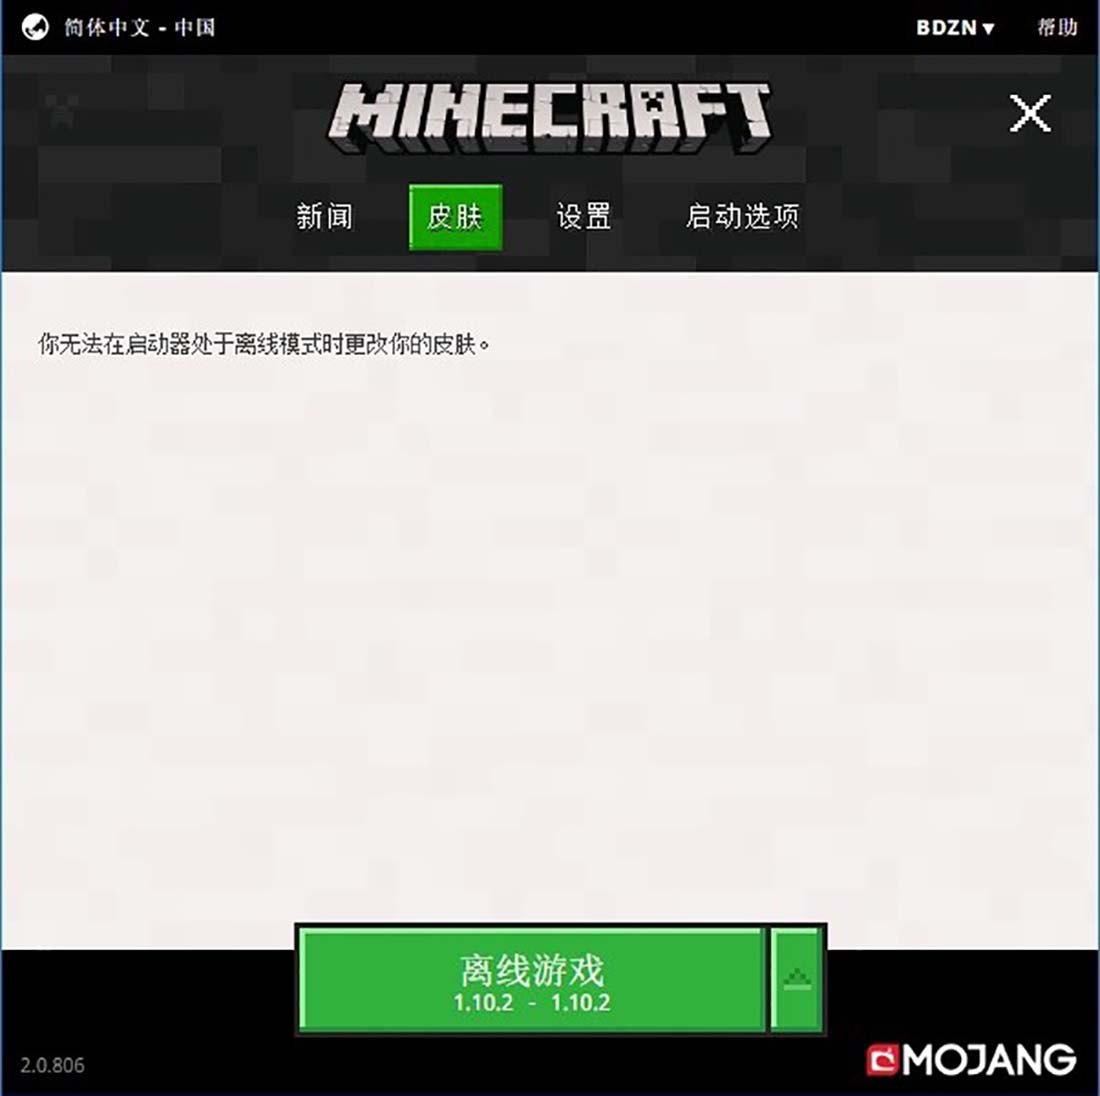 简体中文 - 中国
BDZN▼
帮助
MINECRAFT
新闻
皮肤
设置
启动选项
你无法在启动器处于离线模式时更改你的皮肤。
离线游戏
1.10.2 - 1.10.2
2.0.806
MOJANG